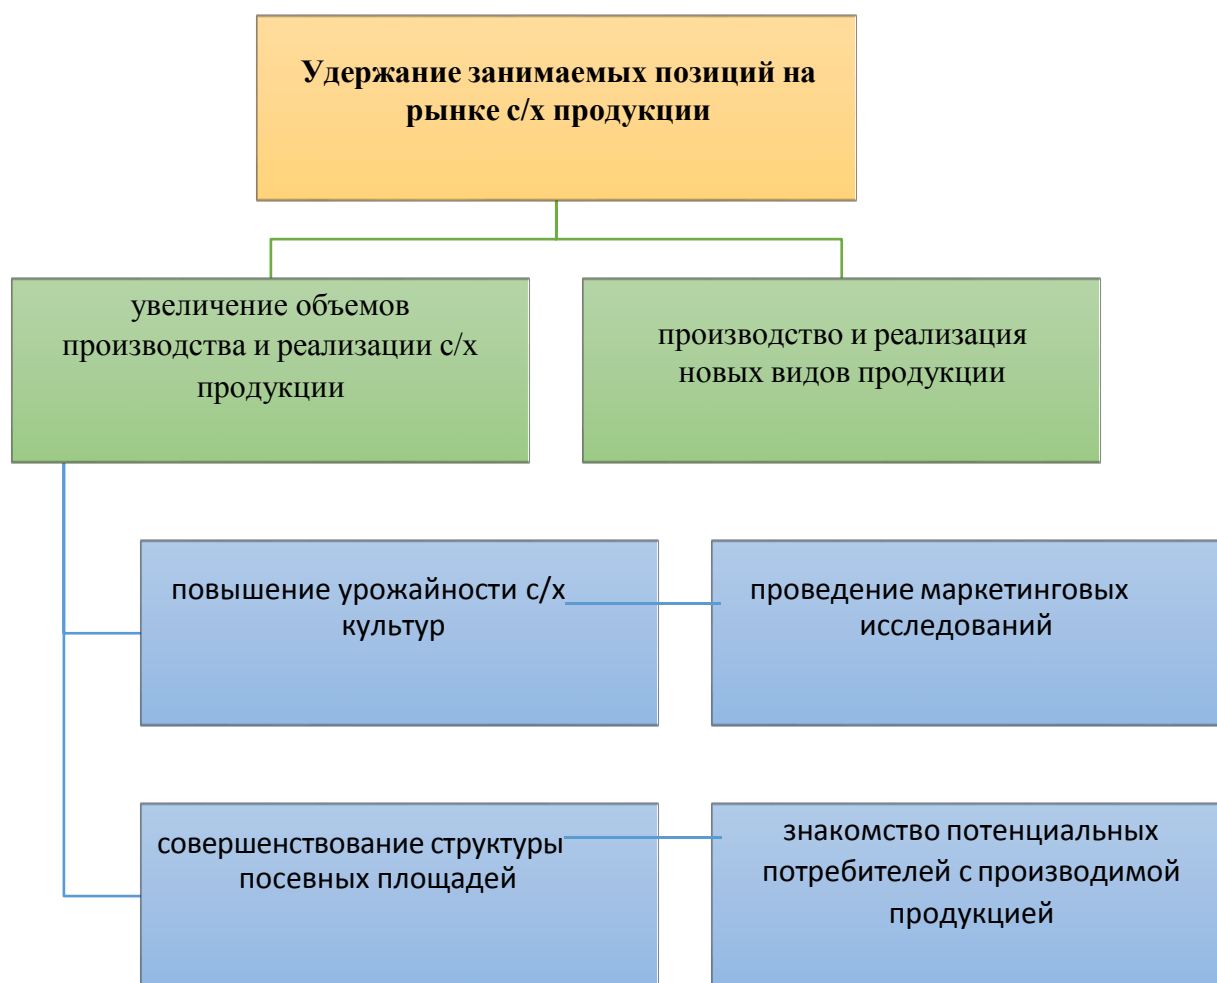 Удержание занимаемых позиций на
рынке с/х продукции
увеличение объемов
производства и реализации с/х
продукции
производство и реализация
новых видов продукции
повышение урожайности с/х
культур
проведение маркетинговых
исследований
совершенствование структуры
посевных площадей
знакомство потенциальных
потребителей с производимой
продукцией